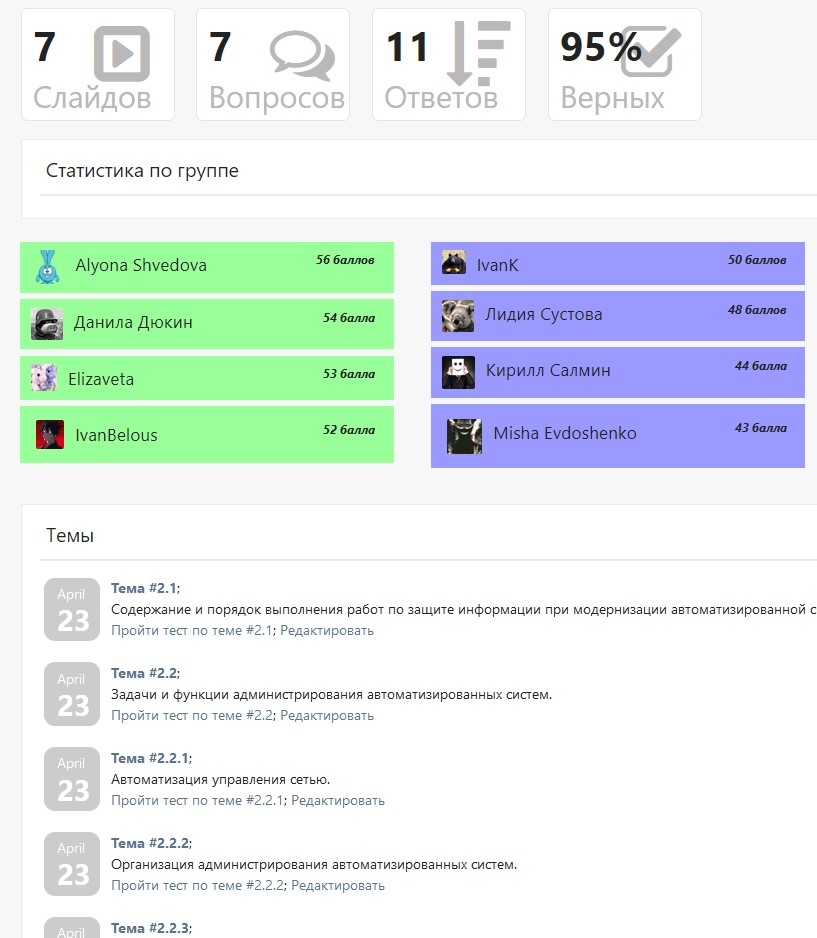 7
Слайдов
7
Вопросов
11
Ответов
95%
Верных
Статистика по группе
Alyona Shvedova 56 баллов
Данила Дюкин 54 балла
Elizaveta 53 балла
IvanBelous 52 балла
IvanK 50 баллов
Лидия Сустова 48 баллов
Кирилл Салмин 44 балла
Misha Evdoshenko 43 балла
Темы
April
23
Тема #2.1;
Содержание и порядок выполнения работ по защите информации при модернизации автоматизированной с
Пройти тест по теме #2.1; Редактировать
April
23
Тема #2.2;
Задачи и функции администрирования автоматизированных систем.
Пройти тест по теме #2.2; Редактировать
April
23
Тема #2.2.1;
Автоматизация управления сетью.
Пройти тест по теме #2.2.1; Редактировать
April
23
Тема #2.2.2;
Организация администрирования автоматизированных систем.
Пройти тест по теме #2.2.2; Редактировать
April
Тема #2.2.3;